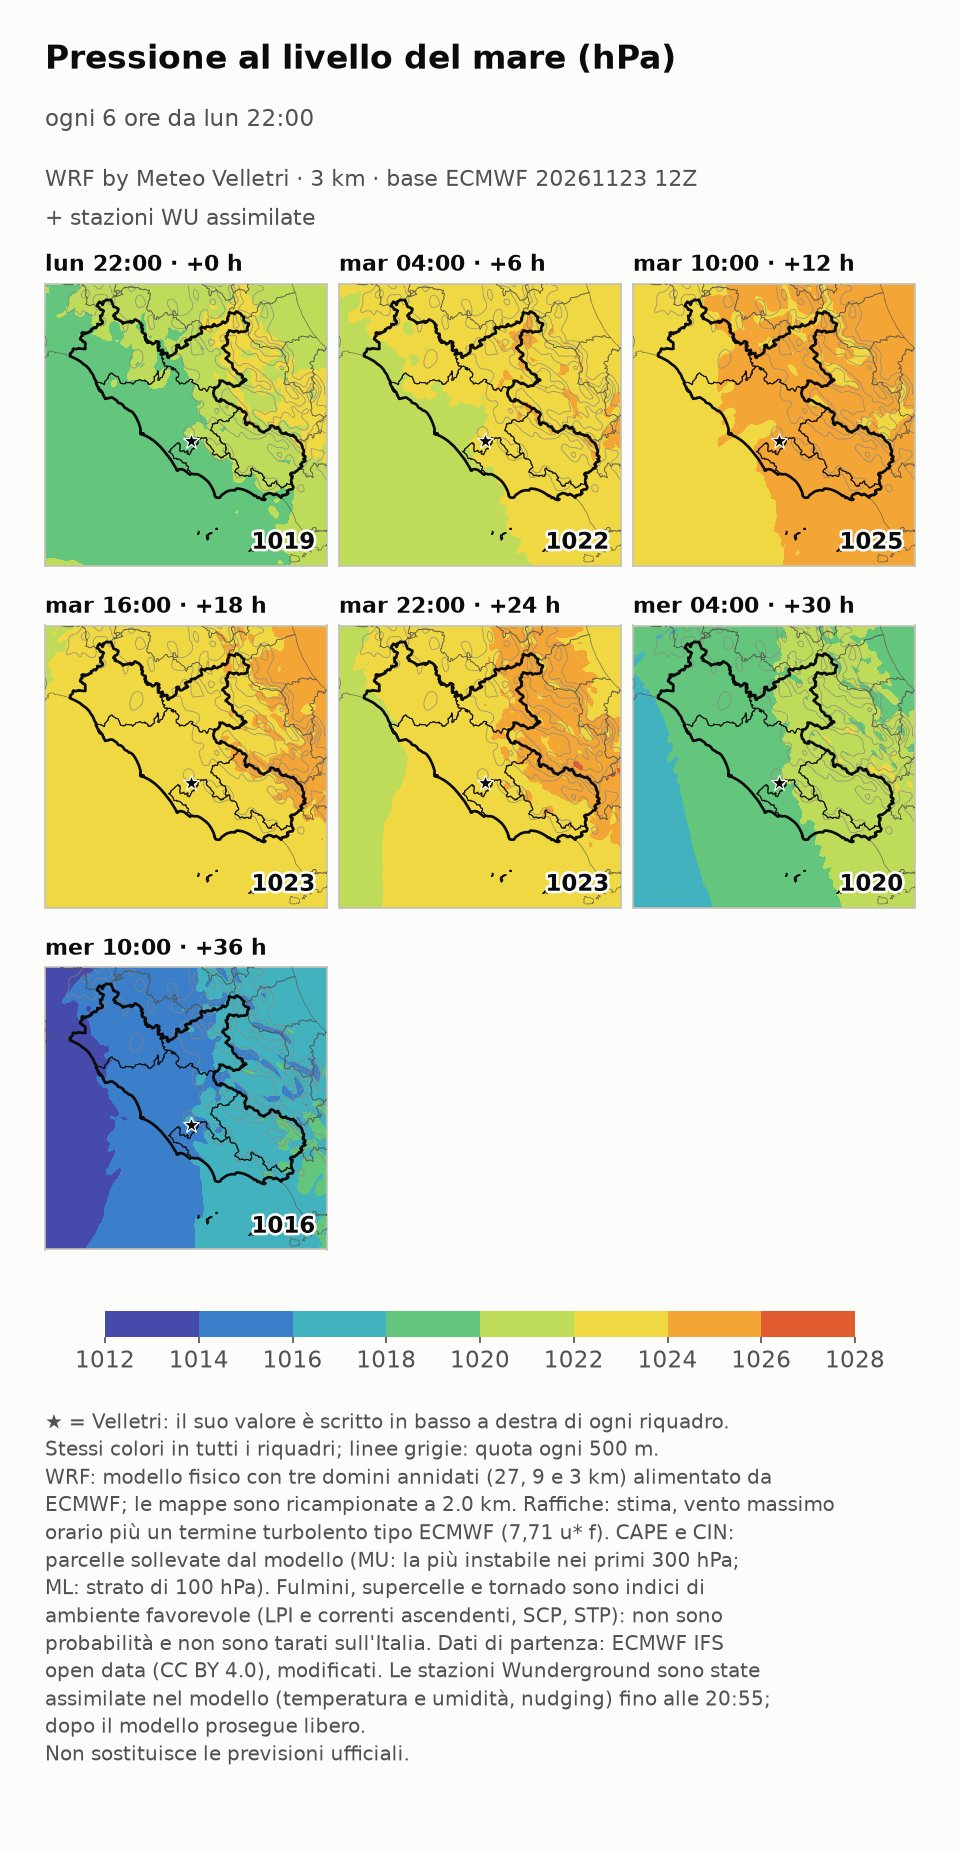 Pressione al livello del mare (hPa)
ogni 6 ore da lun 22:00
WRF by Meteo Velletri · 3 km · base ECMWF 20261123 12Z
+ stazioni WU assimilate
lun 22:00 · +0 h
mar 04:00 · +6 h
mar 10:00 · +12 h
1019
1022
1025
mar 16:00 · +18 h
mar 22:00 · +24 h
mer 04:00 · +30 h
1023
1023
1020
mer 10:00 · +36 h
1016
1012 1014 1016 1018 1020 1022 1024 1026 1028
★ = Velletri: il suo valore è scritto in basso a destra di ogni riquadro.
Stessi colori in tutti i riquadri; linee grigie: quota ogni 500 m.
WRF: modello fisico con tre domini annidati (27, 9 e 3 km) alimentato da
ECMWF; le mappe sono ricampionate a 2.0 km. Raffiche: stima, vento massimo
orario più un termine turbolento tipo ECMWF (7,71 u* f). CAPE e CIN:
parcelle sollevate dal modello (MU: la più instabile nei primi 300 hPa;
ML: strato di 100 hPa). Fulmini, supercelle e tornado sono indici di
ambiente favorevole (LPI e correnti ascendenti, SCP, STP): non sono
probabilità e non sono tarati sull'Italia. Dati di partenza: ECMWF IFS
open data (CC BY 4.0), modificati. Le stazioni Wunderground sono state
assimilate nel modello (temperatura e umidità, nudging) fino alle 20:55;
dopo il modello prosegue libero.
Non sostituisce le previsioni ufficiali.